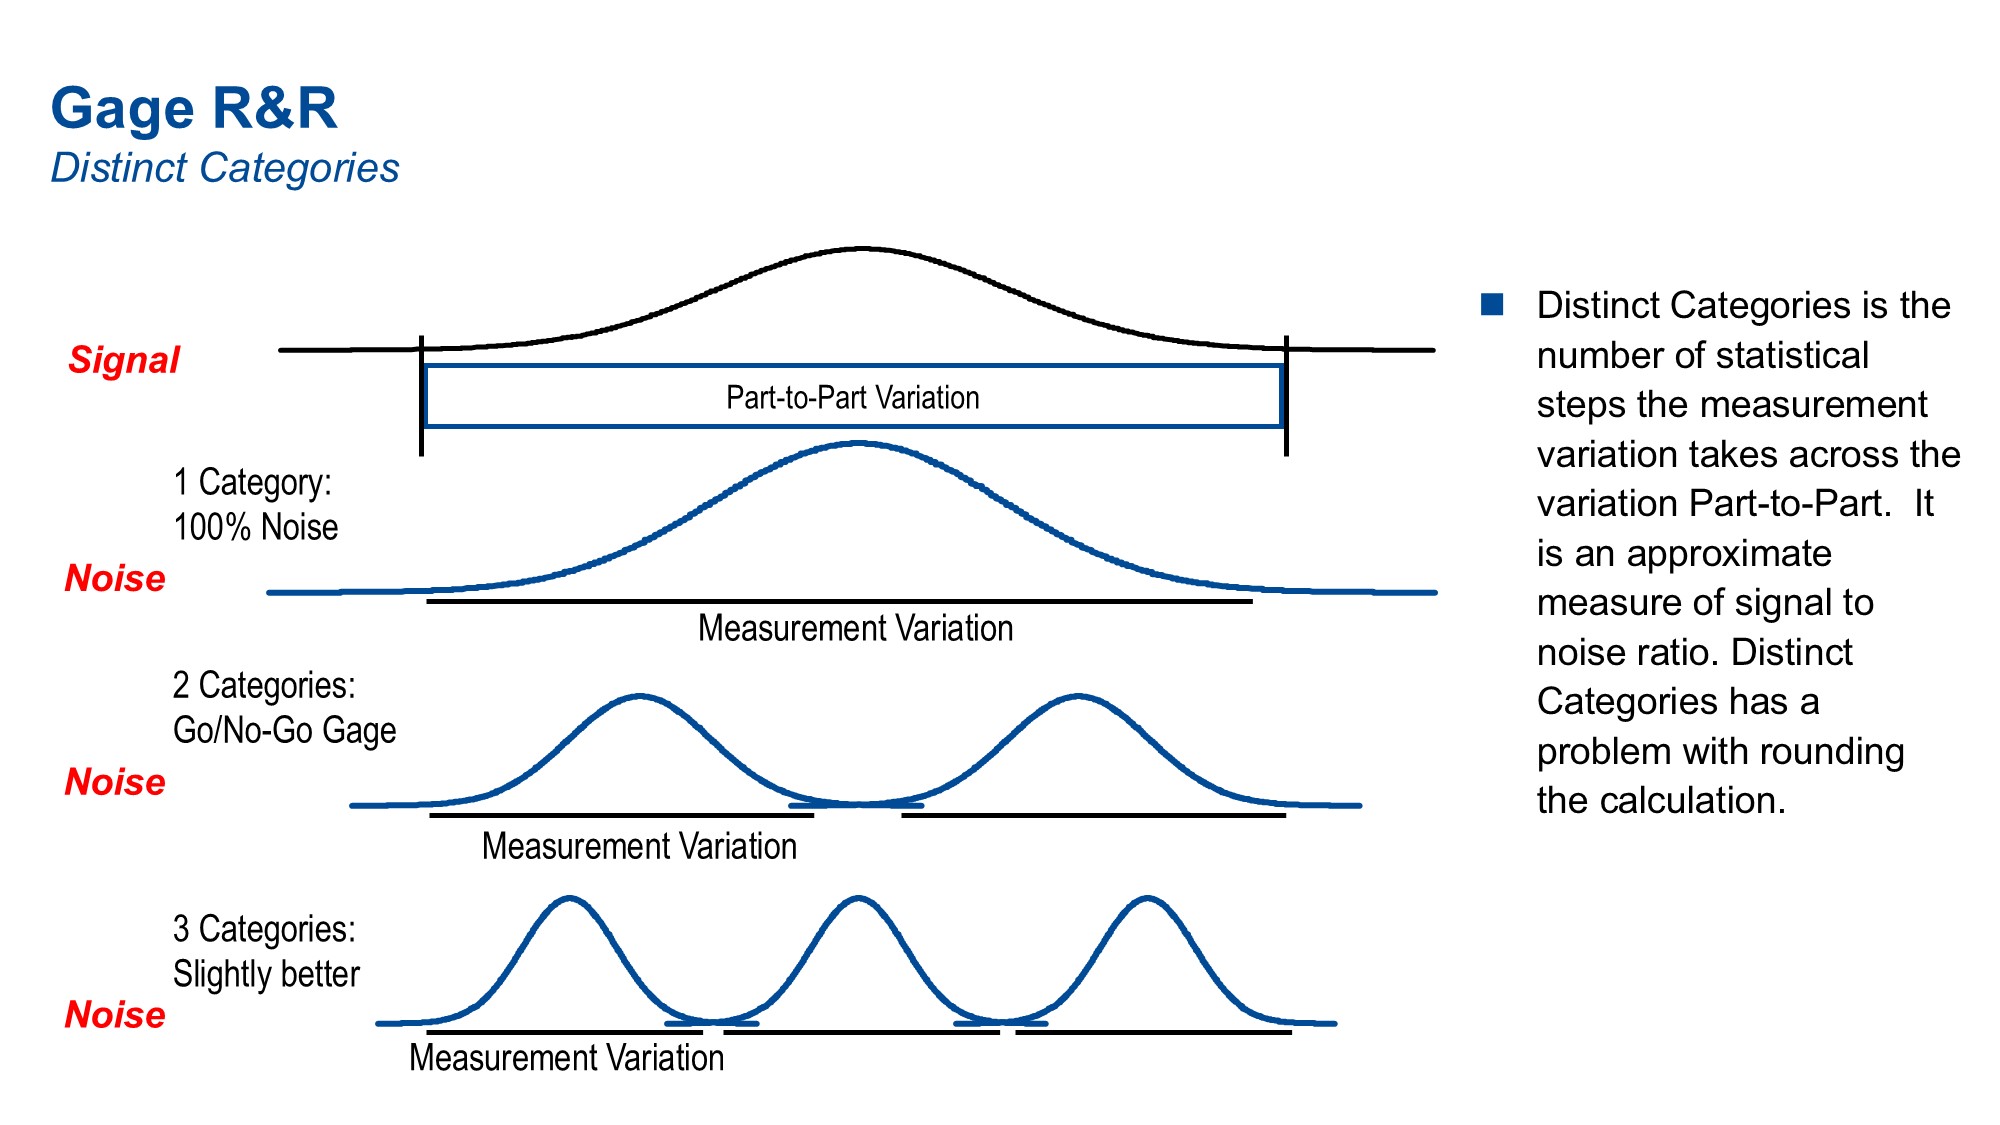 Gage R&R
Distinct Categories
Signal
Part-to-Part Variation
1 Category:
100% Noise
Noise
Measurement Variation
2 Categories:
Go/No-Go Gage
Noise
Measurement Variation
3 Categories:
Slightly better
Noise
Measurement Variation
Distinct Categories is the
number of statistical
steps the measurement
variation takes across the
variation Part-to-Part.  It
is an approximate
measure of signal to
noise ratio. Distinct
Categories has a
problem with rounding
the calculation.